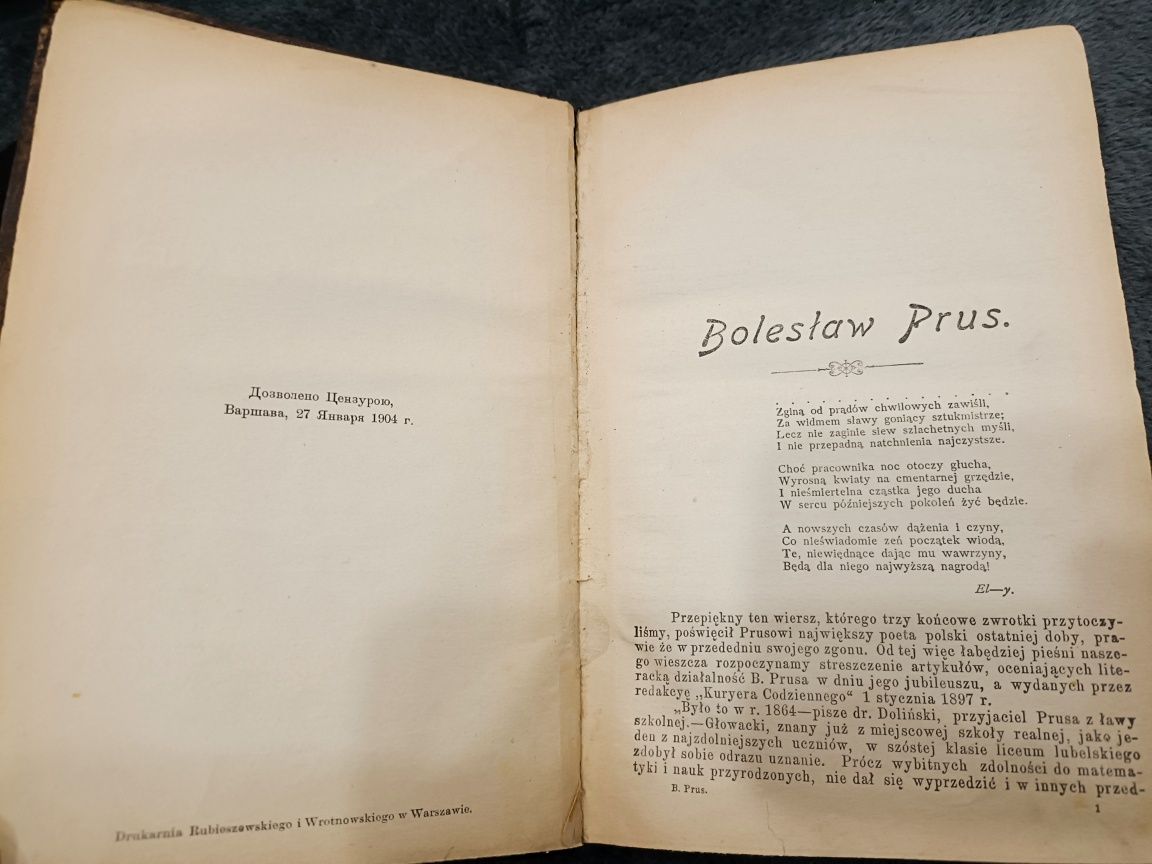 Дозволено Цензурою,
Варшава, 27 Января 1904 г.
Drukarnia Rubieszewskiego i Wrotnowskiego w Warszawie.
Bolesław Prus.
. . . . . . . . . . . . . . . . . .
Zginą od prądów chwilowych zawiśli,
Za widmem sławy goniący sztukmistrze;
Lecz nie zaginie siew szlachetnych myśli,
I nie przepadną natchnienia najczystsze.
Choć pracownika noc otoczy głucha,
Wyrosną kwiaty na cmentarnej grzędzie,
I nieśmiertelna cząstka jego ducha
W sercu późniejszych pokoleń żyć będzie.
A nowszych czasów dążenia i czyny,
Co nieświadomie zeń początek wiodą,
Te, niewiędnące dając mu wawrzyny,
Będą dla niego najwyższą nagrodą!
El—y.
Przepiękny ten wiersz, którego trzy końcowe zwrotki przytoczy-
liśmy, poświęcił Prusowi największy poeta polski ostatniej doby, pra-
wie że w przededniu swojego zgonu. Od tej więc łabędziej pieśni nasze-
go wieszcza rozpoczynamy streszczenie artykułów, oceniających lite-
racką działalność B. Prusa w dniu jego jubileuszu, a wydanych przez
redakcyę „Kuryera Codziennego“ 1 stycznia 1897 r.
„Było to w r. 1864—pisze dr. Doliński, przyjaciel Prusa z ławy
szkolnej.—Głowacki, znany już z miejscowej szkoły realnej, jako je-
den z najzdolniejszych uczniów, w szóstej klasie liceum lubelskiego
zdobył sobie odrazu uznanie. Prócz wybitnych zdolności do matema-
tyki i nauk przyrodzonych, nie dał się wyprzedzić i w innych przed-
B. Prus.
1